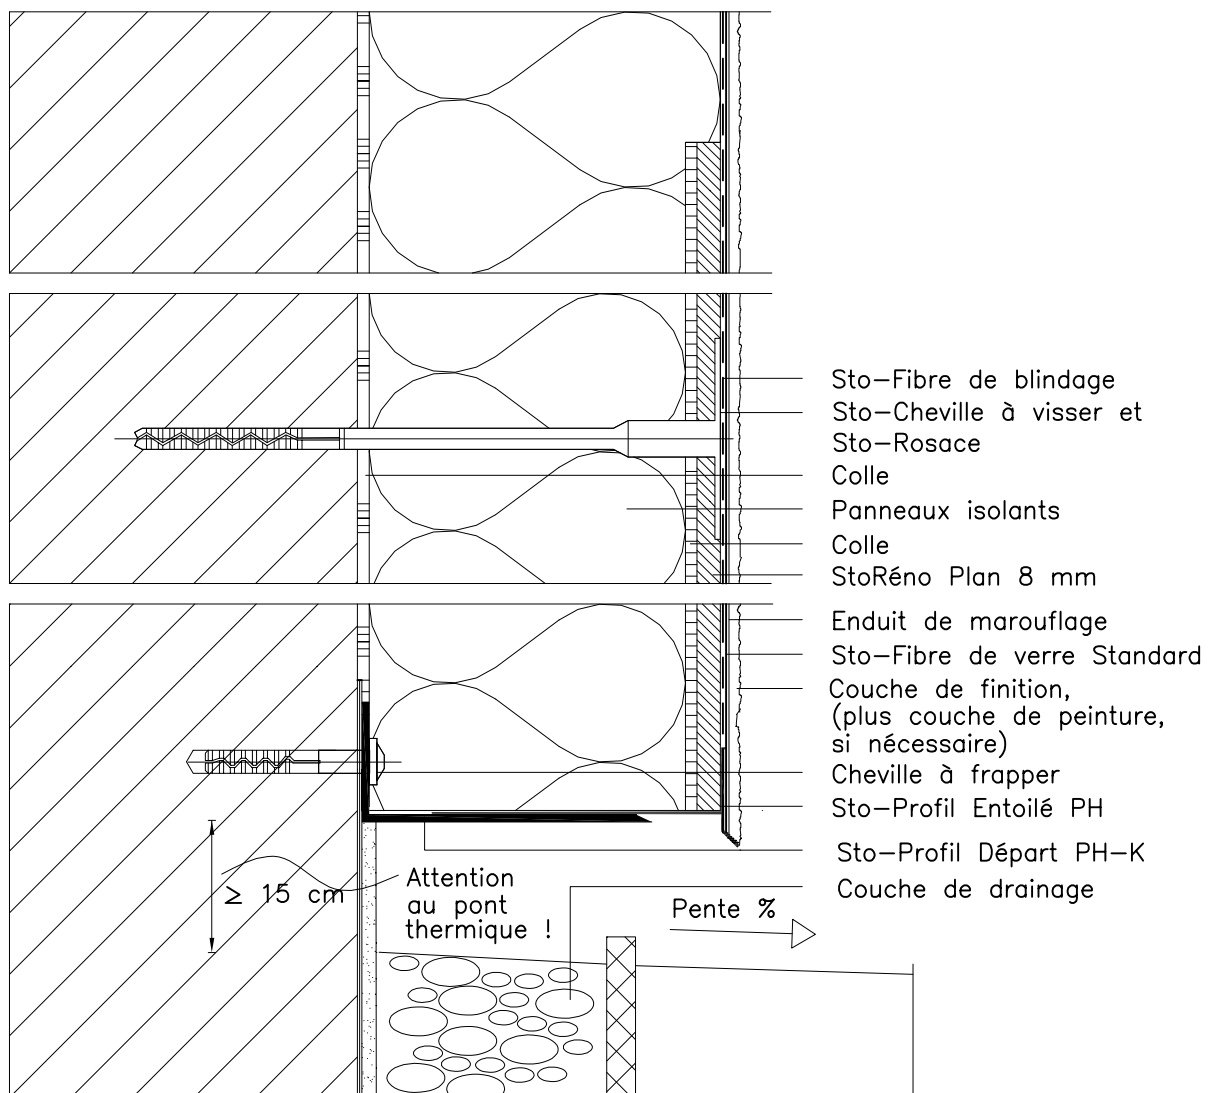 Sto-Fibre de blindage
Sto-Cheville à visser et
Sto-Rosace
Colle
Panneaux isolants
Colle
StoRéno Plan 8 mm
Enduit de marouflage
Sto-Fibre de verre Standard
Couche de finition,
(plus couche de peinture,
si nécessaire)
Cheville à frapper
Sto-Profil Entoilé PH
Sto-Profil Départ PH-K
Couche de drainage
≥ 15 cm
Attention
au pont
thermique !
Pente %